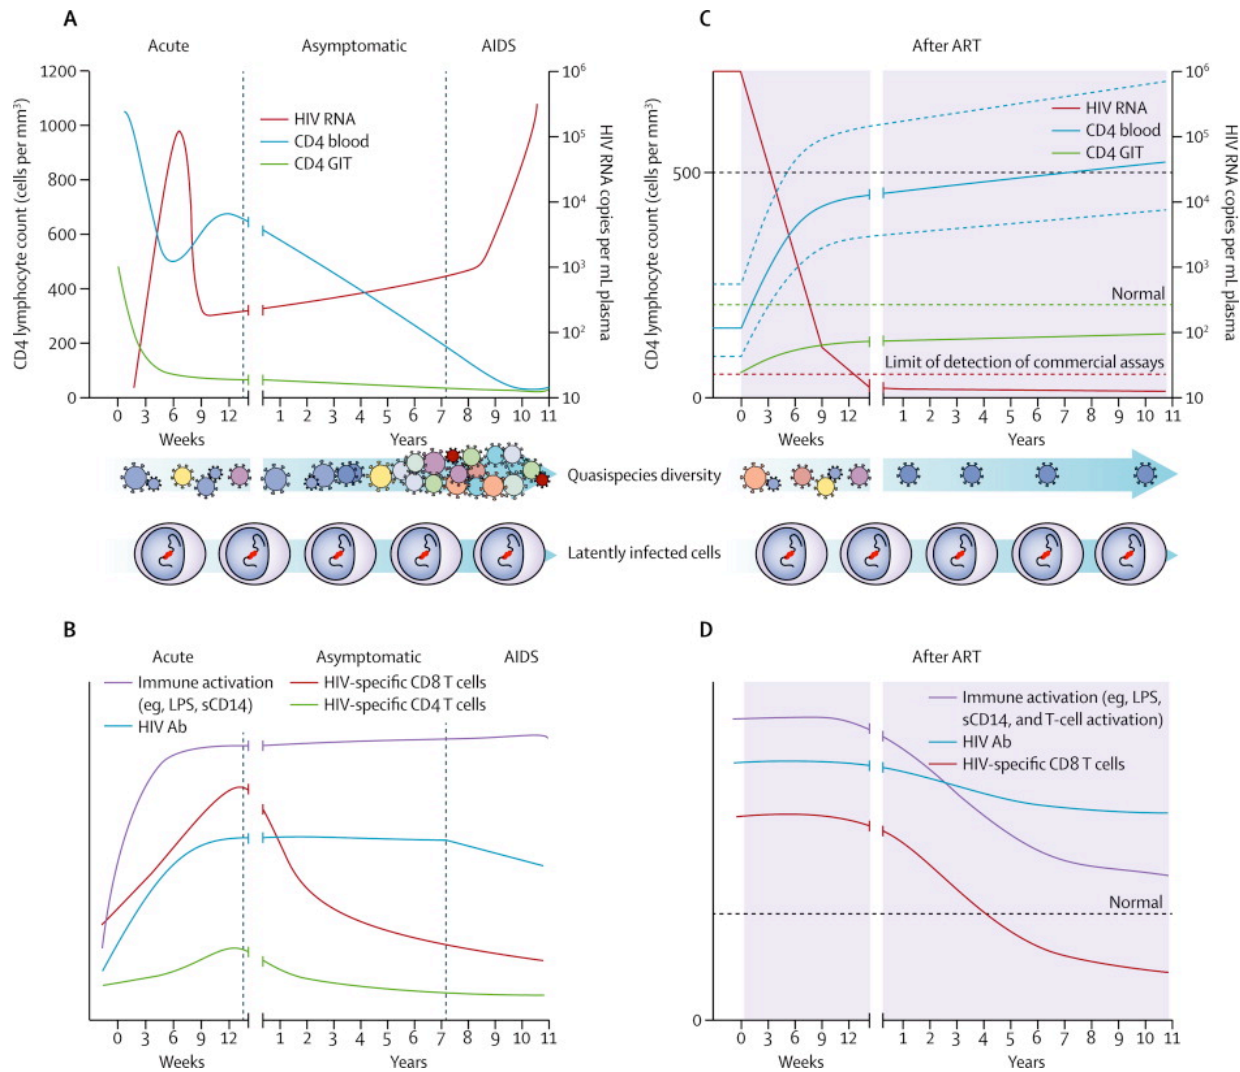 A
Acute
Asymptomatic
AIDS
CD4 lymphocyte count (cells per mm³)
1200
1000
800
600
400
200
0
HIV RNA
CD4 blood
CD4 GIT
10⁶
10⁵
10⁴
10³
10²
10
HIV RNA copies per mL plasma
0 3 6 9 12
1 2 3 4 5 6 7 8 9 10 11
Weeks
Years
C
After ART
CD4 lymphocyte count (cells per mm³)
500
0
HIV RNA
CD4 blood
CD4 GIT
Normal
Limit of detection of commercial assays
10⁶
10⁵
10⁴
10³
10²
10
HIV RNA copies per mL plasma
0 3 6 9 12
1 2 3 4 5 6 7 8 9 10 11
Weeks
Years
Quasispecies diversity
Latently infected cells
B
Acute
Asymptomatic
AIDS
Immune activation
(eg, LPS, sCD14)
HIV Ab
HIV-specific CD8 T cells
HIV-specific CD4 T cells
0 3 6 9 12
1 2 3 4 5 6 7 8 9 10 11
Weeks
Years
D
After ART
Immune activation (eg, LPS,
sCD14, and T-cell activation)
HIV Ab
HIV-specific CD8 T cells
Normal
0
0 3 6 9 12
1 2 3 4 5 6 7 8 9 10 11
Weeks
Years